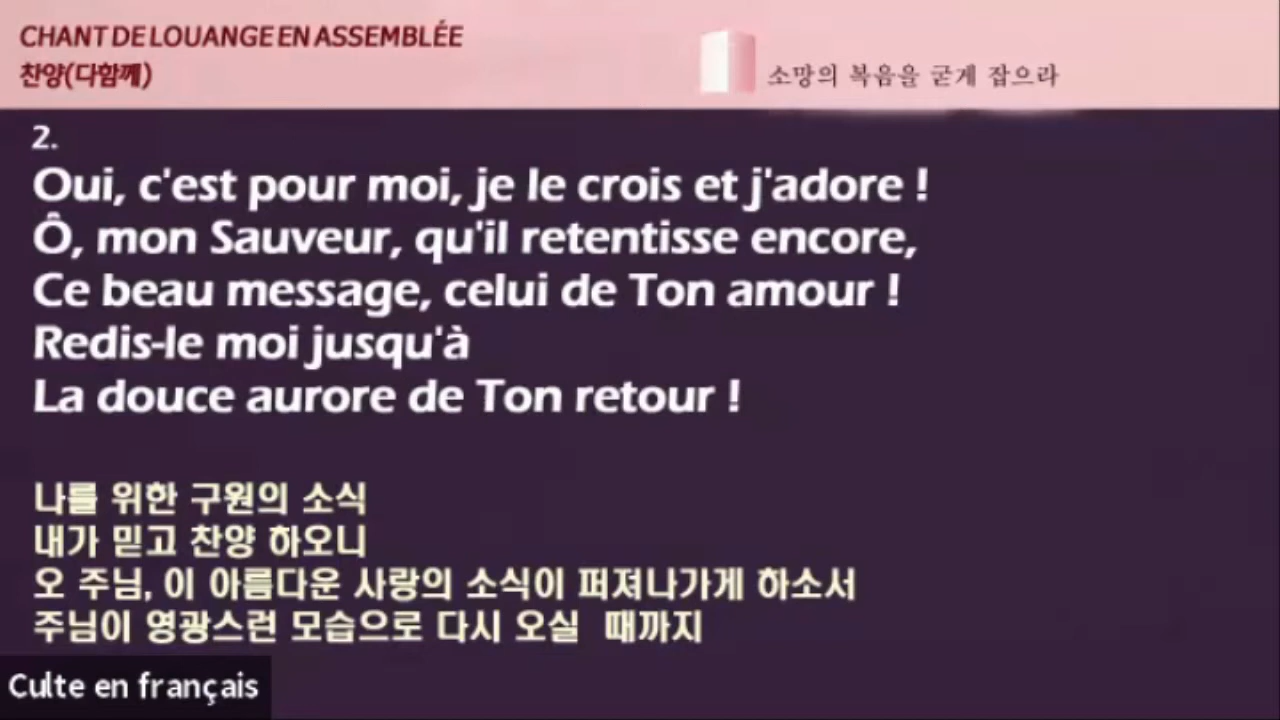 CHANT DE LOUANGE EN ASSEMBLÉE
찬양(다함께)
소망의 복음을 굳게 잡으라
2.
Oui, c'est pour moi, je le crois et j'adore !
Ô, mon Sauveur, qu'il retentisse encore,
Ce beau message, celui de Ton amour !
Redis-le moi jusqu'à
La douce aurore de Ton retour !
나를 위한 구원의 소식
내가 믿고 찬양 하오니
오 주님, 이 아름다운 사랑의 소식이 퍼져나가게 하소서
주님이 영광스런 모습으로 다시 오실 때까지
Culte en français